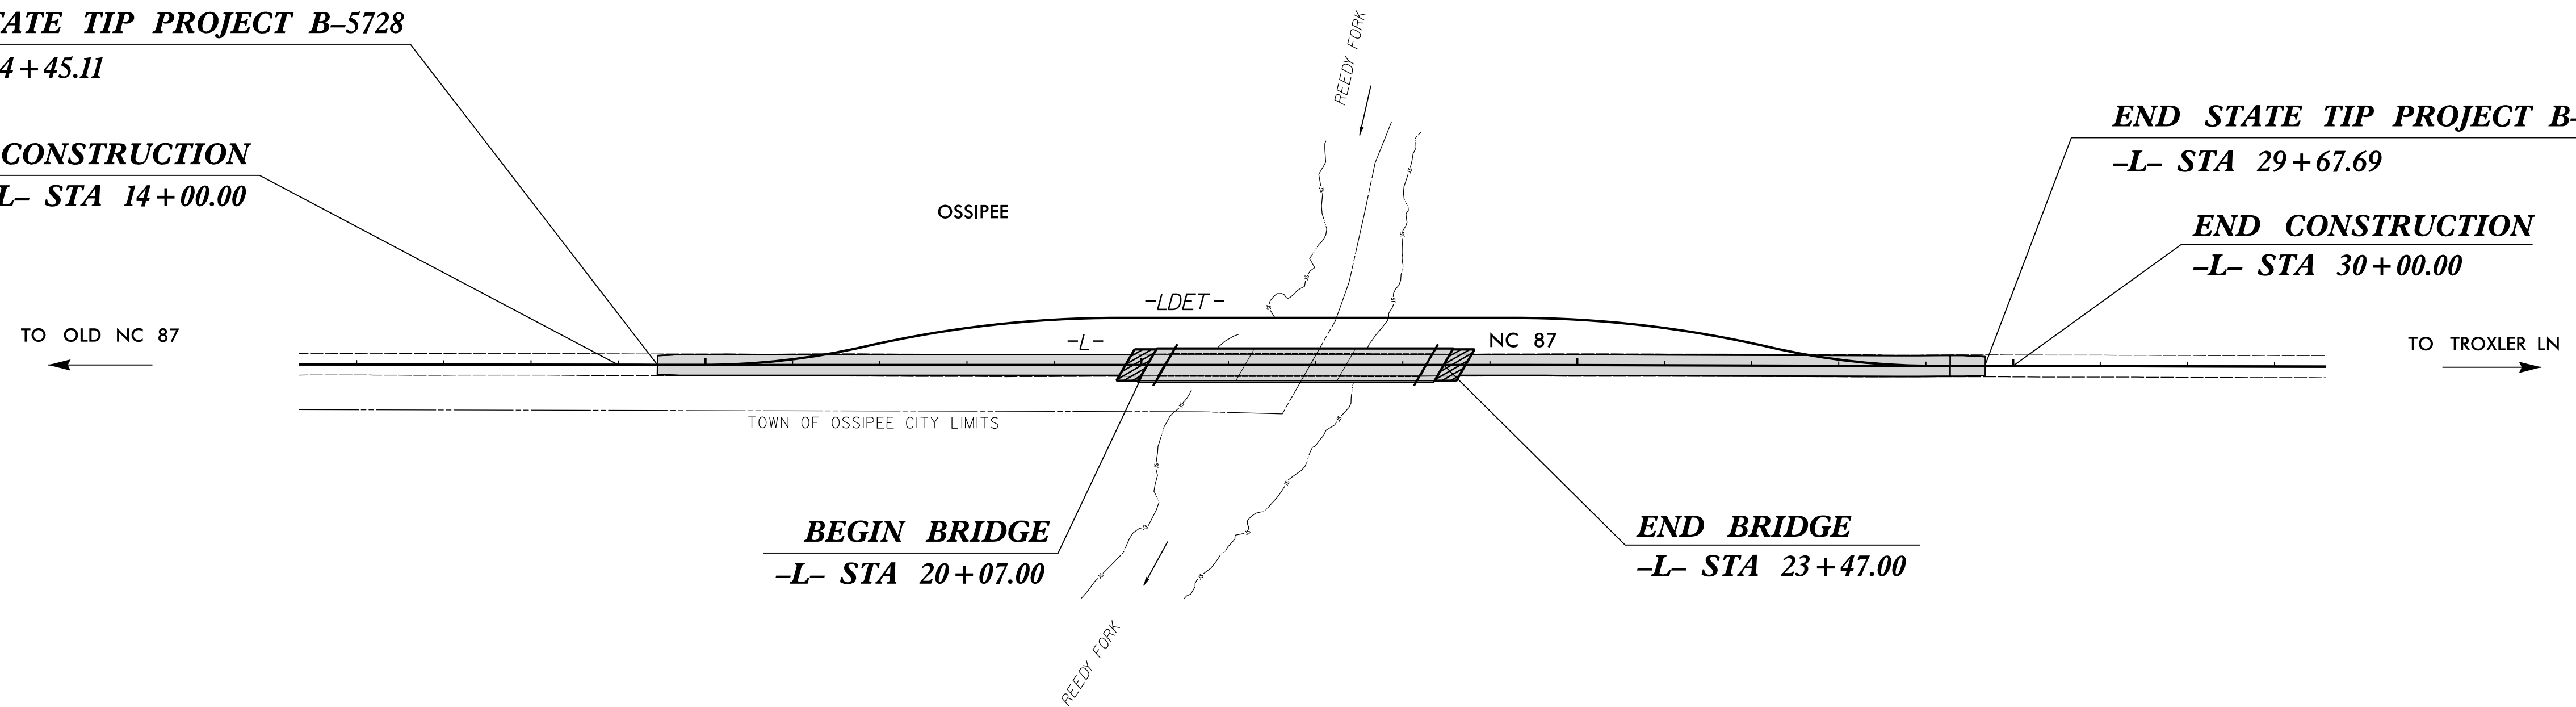 ATE TIP PROJECT B–5728
4+45.11
CONSTRUCTION
L– STA 14+00.00
REEDY FORK
OSSIPEE
END STATE TIP PROJECT B-
–L– STA 29+67.69
END CONSTRUCTION
–L– STA 30+00.00
-LDET-
-L-
NC 87
TO OLD NC 87
TO TROXLER LN
TOWN OF OSSIPEE CITY LIMITS
BEGIN BRIDGE
–L– STA 20+07.00
END BRIDGE
–L– STA 23+47.00
REEDY FORK